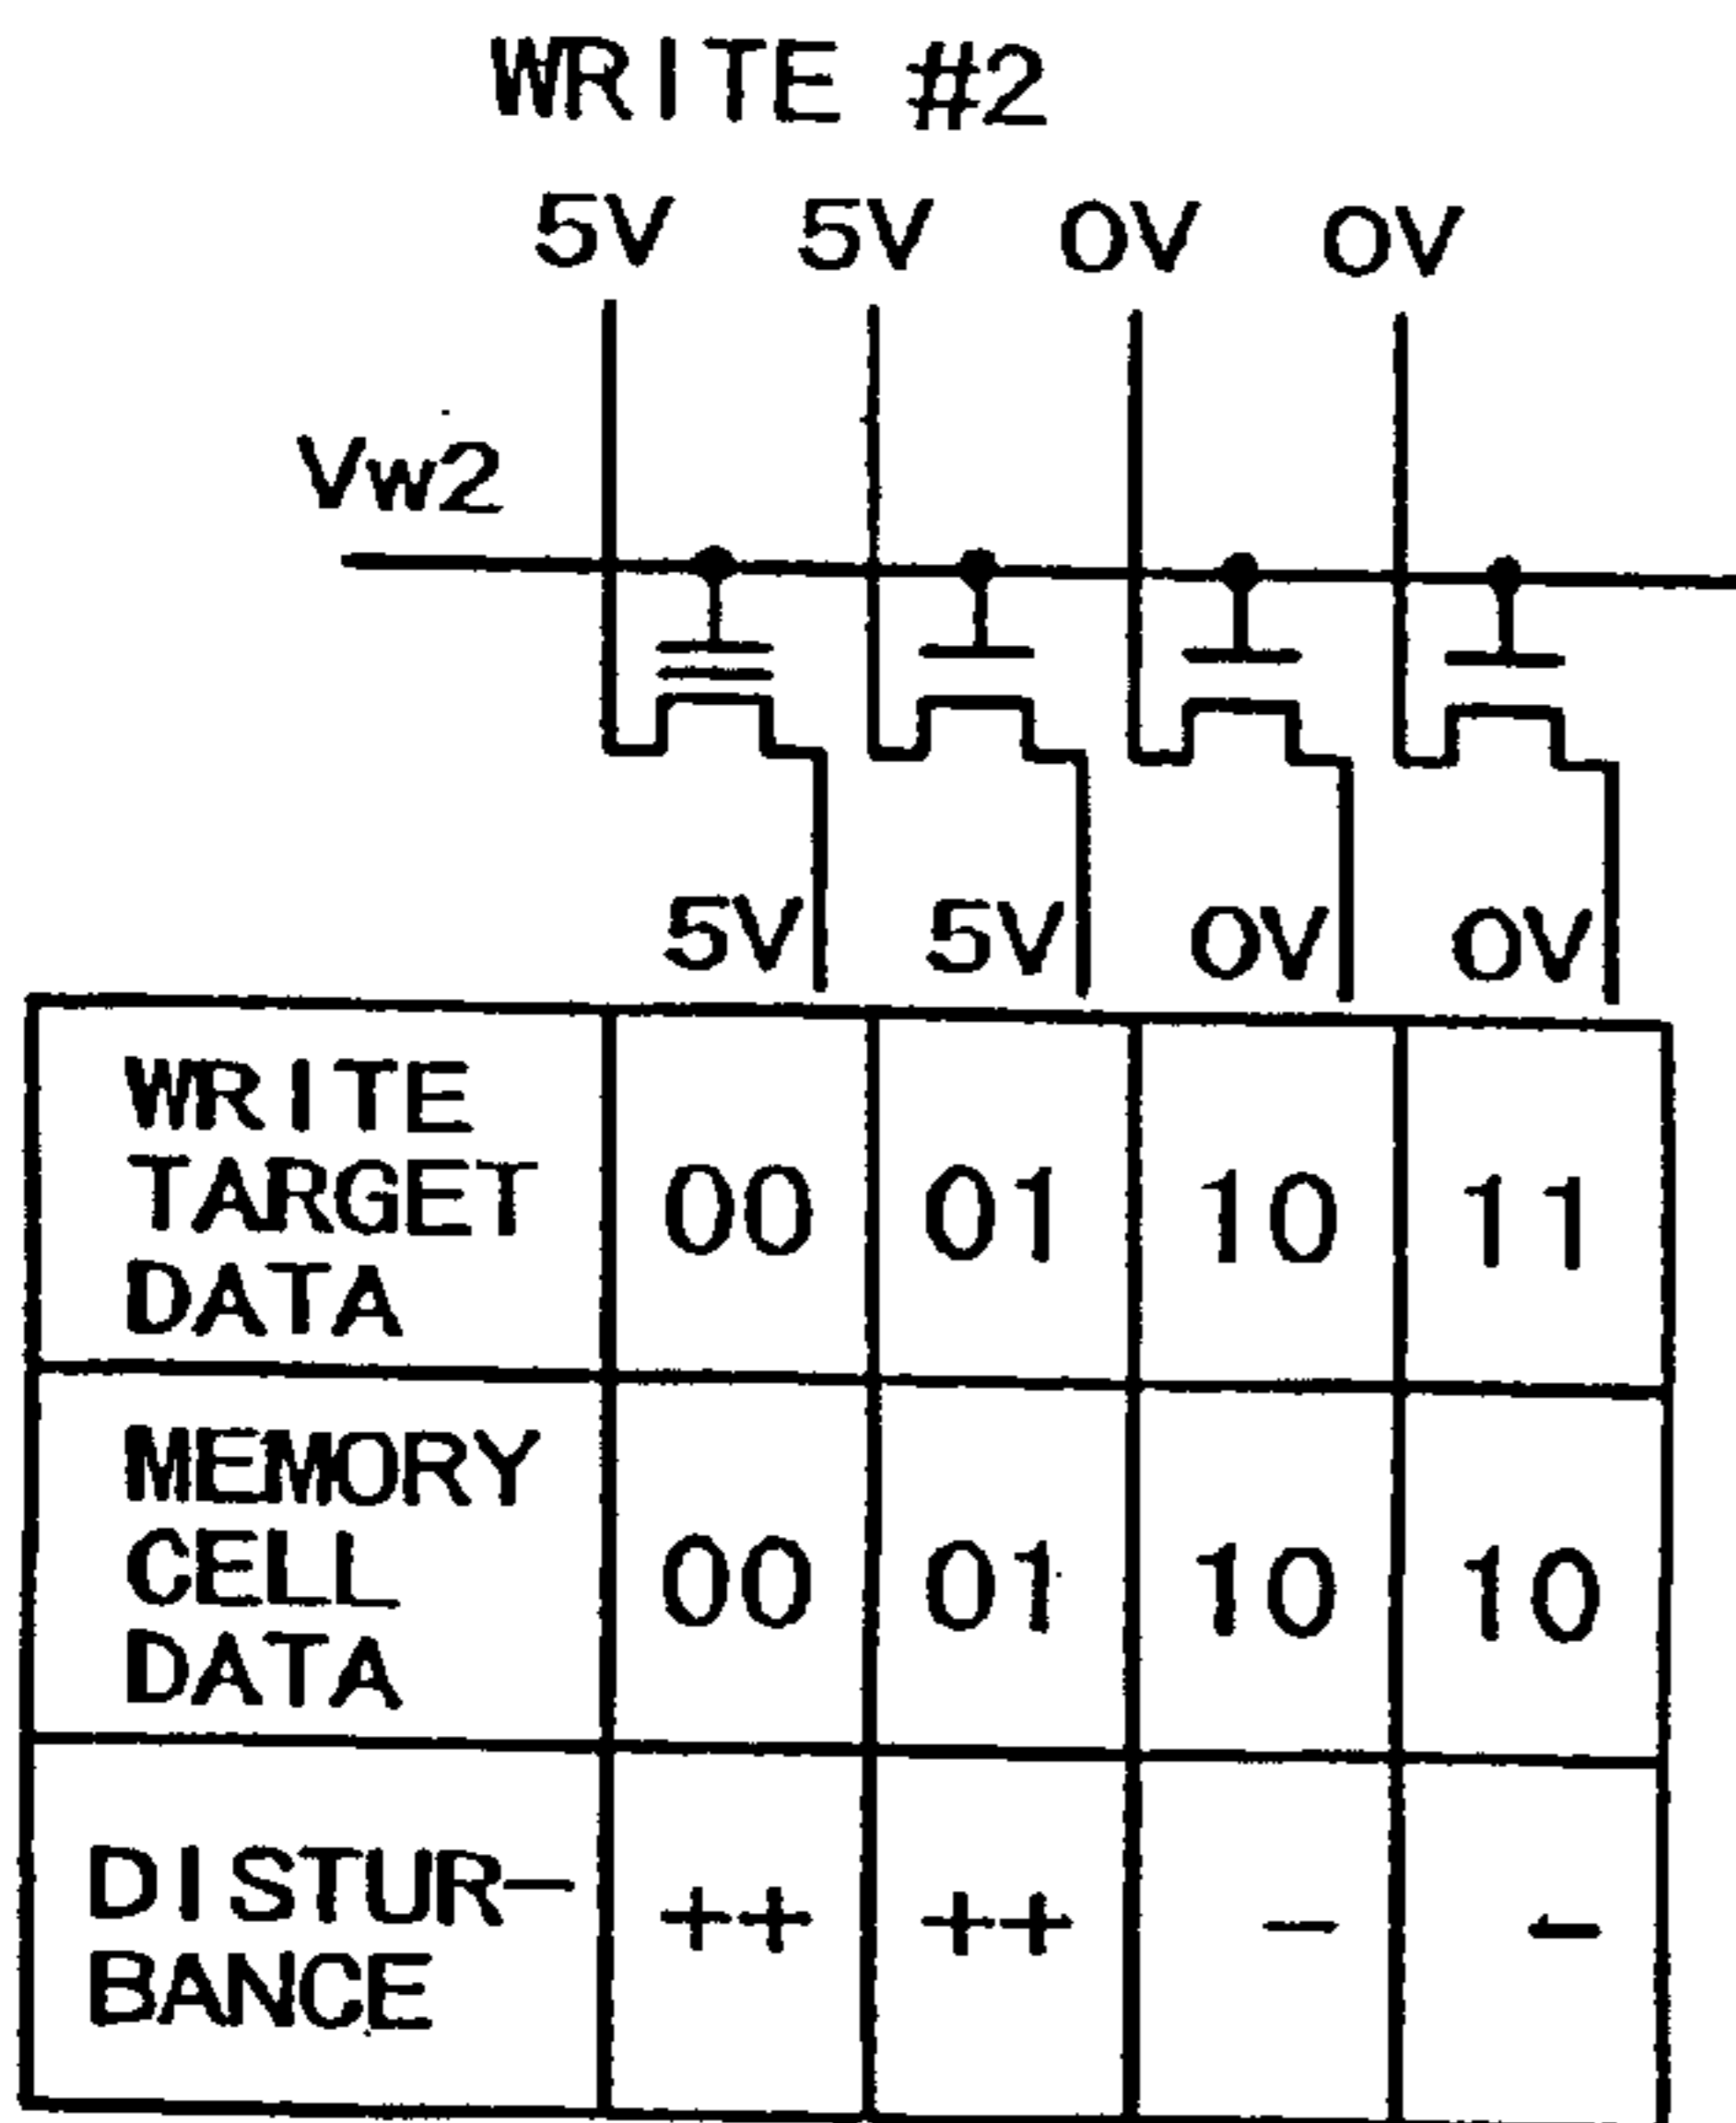 WRITE #2
5V 5V 0V 0V
Vw2
5V 5V 0V 0V
WRITE
TARGET
DATA
00 01 10 11
MEMORY
CELL
DATA
00 01 10 10
DISTUR-
BANCE
++ ++ - -